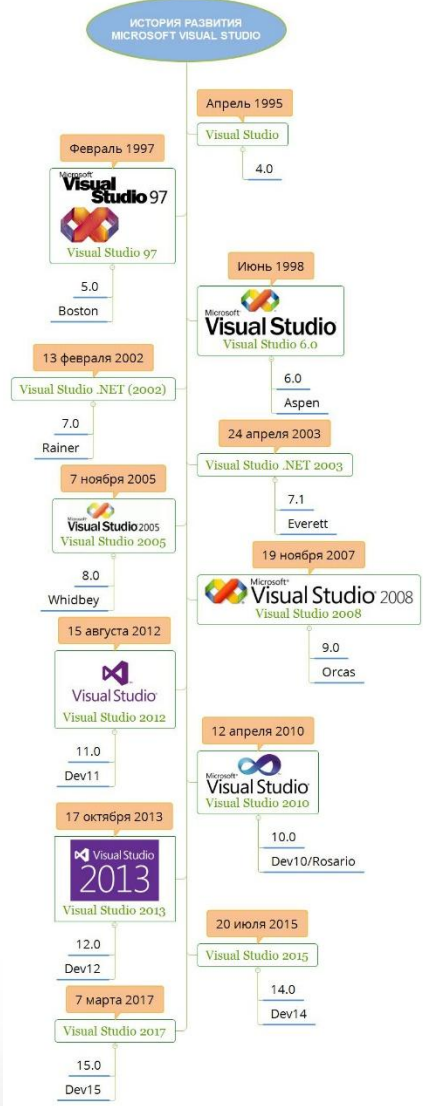 ИСТОРИЯ РАЗВИТИЯ
MICROSOFT VISUAL STUDIO
Апрель 1995
Visual Studio
4.0
Февраль 1997
Microsoft
Visual
Studio 97
Visual Studio 97
5.0
Boston
Июнь 1998
Microsoft
Visual Studio
Visual Studio 6.0
6.0
Aspen
13 февраля 2002
Visual Studio .NET (2002)
7.0
Rainer
24 апреля 2003
Visual Studio .NET 2003
7.1
Everett
7 ноября 2005
Microsoft
Visual Studio 2005
Visual Studio 2005
8.0
Whidbey
19 ноября 2007
Microsoft
Visual Studio 2008
Visual Studio 2008
9.0
Orcas
15 августа 2012
Visual Studio
Visual Studio 2012
11.0
Dev11
12 апреля 2010
Microsoft
Visual Studio
Visual Studio 2010
10.0
Dev10/Rosario
17 октября 2013
Visual Studio
2013
Visual Studio 2013
12.0
Dev12
20 июля 2015
Visual Studio 2015
14.0
Dev14
7 марта 2017
Visual Studio 2017
15.0
Dev15